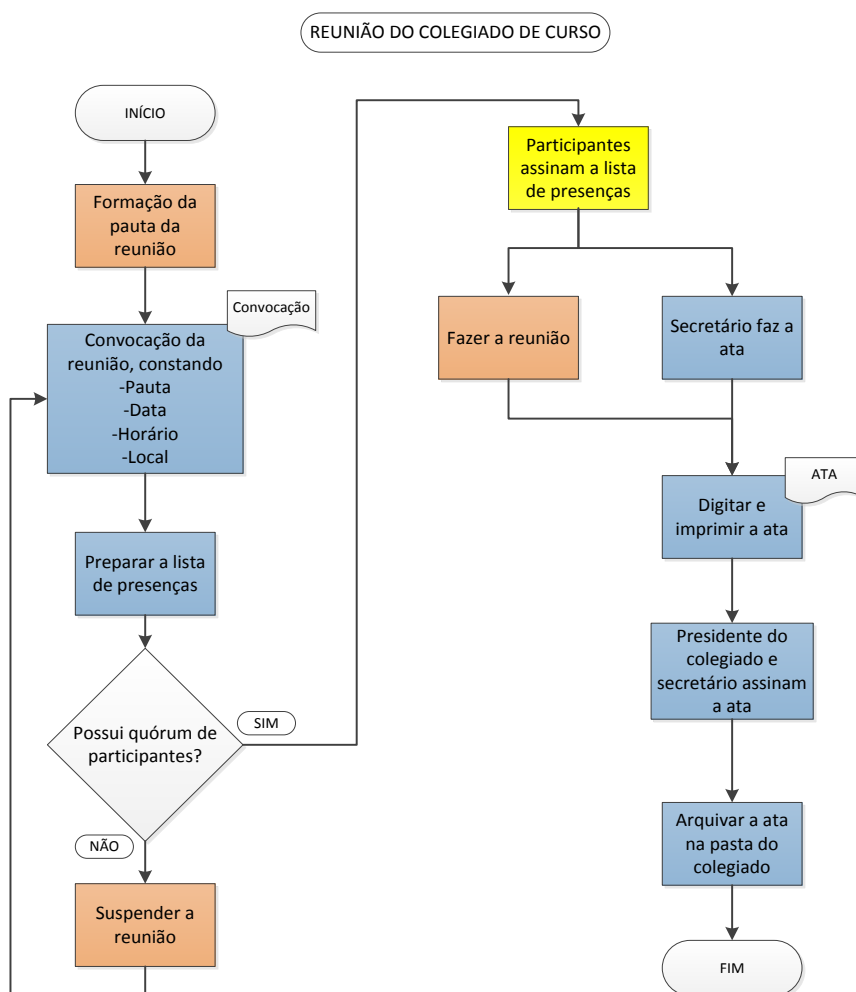 REUNIÃO DO COLEGIADO DE CURSO
INÍCIO
Formação da
pauta da
reunião
Convocação
Convocação da
reunião, constando
-Pauta
-Data
-Horário
-Local
Preparar a lista
de presenças
Possui quórum de
participantes?
SIM
NÃO
Suspender a
reunião
Participantes
assinam a lista
de presenças
Fazer a reunião
Secretário faz a
ata
ATA
Digitar e
imprimir a ata
Presidente do
colegiado e
secretário assinam
a ata
Arquivar a ata
na pasta do
colegiado
FIM